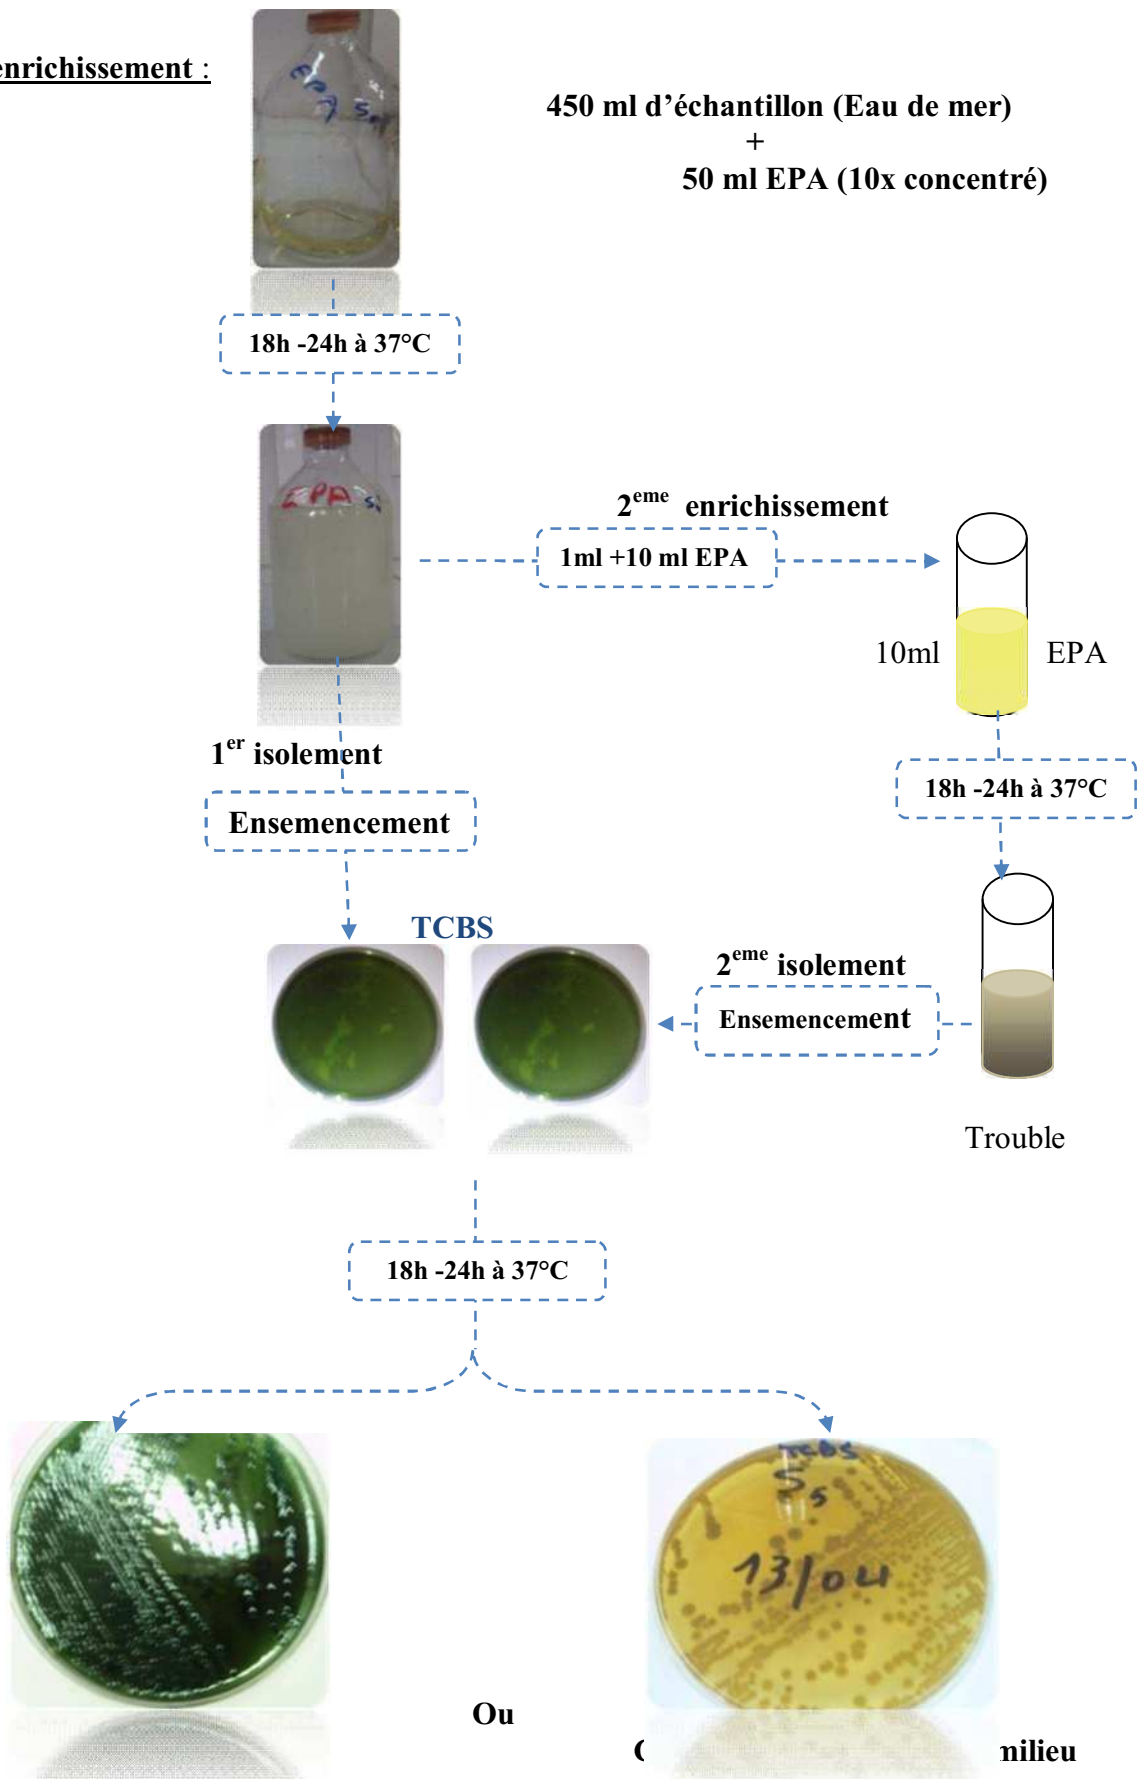 enrichissement :
450 ml d’échantillon (Eau de mer)
+
50 ml EPA (10x concentré)
18h -24h à 37°C
EPA
2eme enrichissement
1ml +10 ml EPA
10ml EPA
1er isolement
18h -24h à 37°C
Ensemencement
TCBS
2eme isolement
Ensemencement
Trouble
18h -24h à 37°C
TCBS
S5
13/04
Ou
milieu